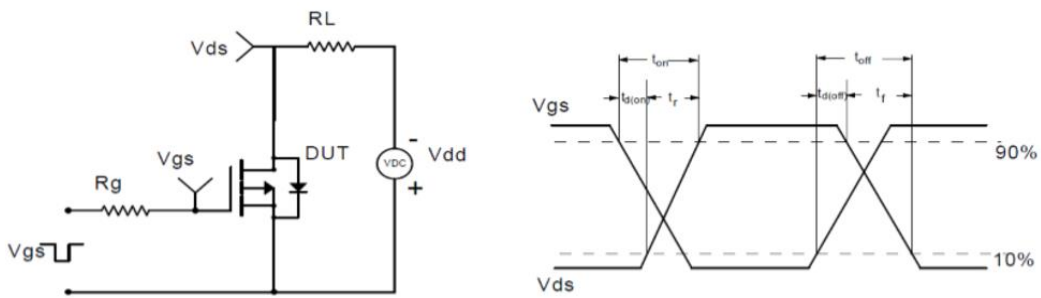 RL
Vds
Vgs
DUT
-
VDC
Vdd
+
Rg
Vgs
ton
toff
td(on)
tr
td(off)
tf
Vgs
90%
10%
Vds